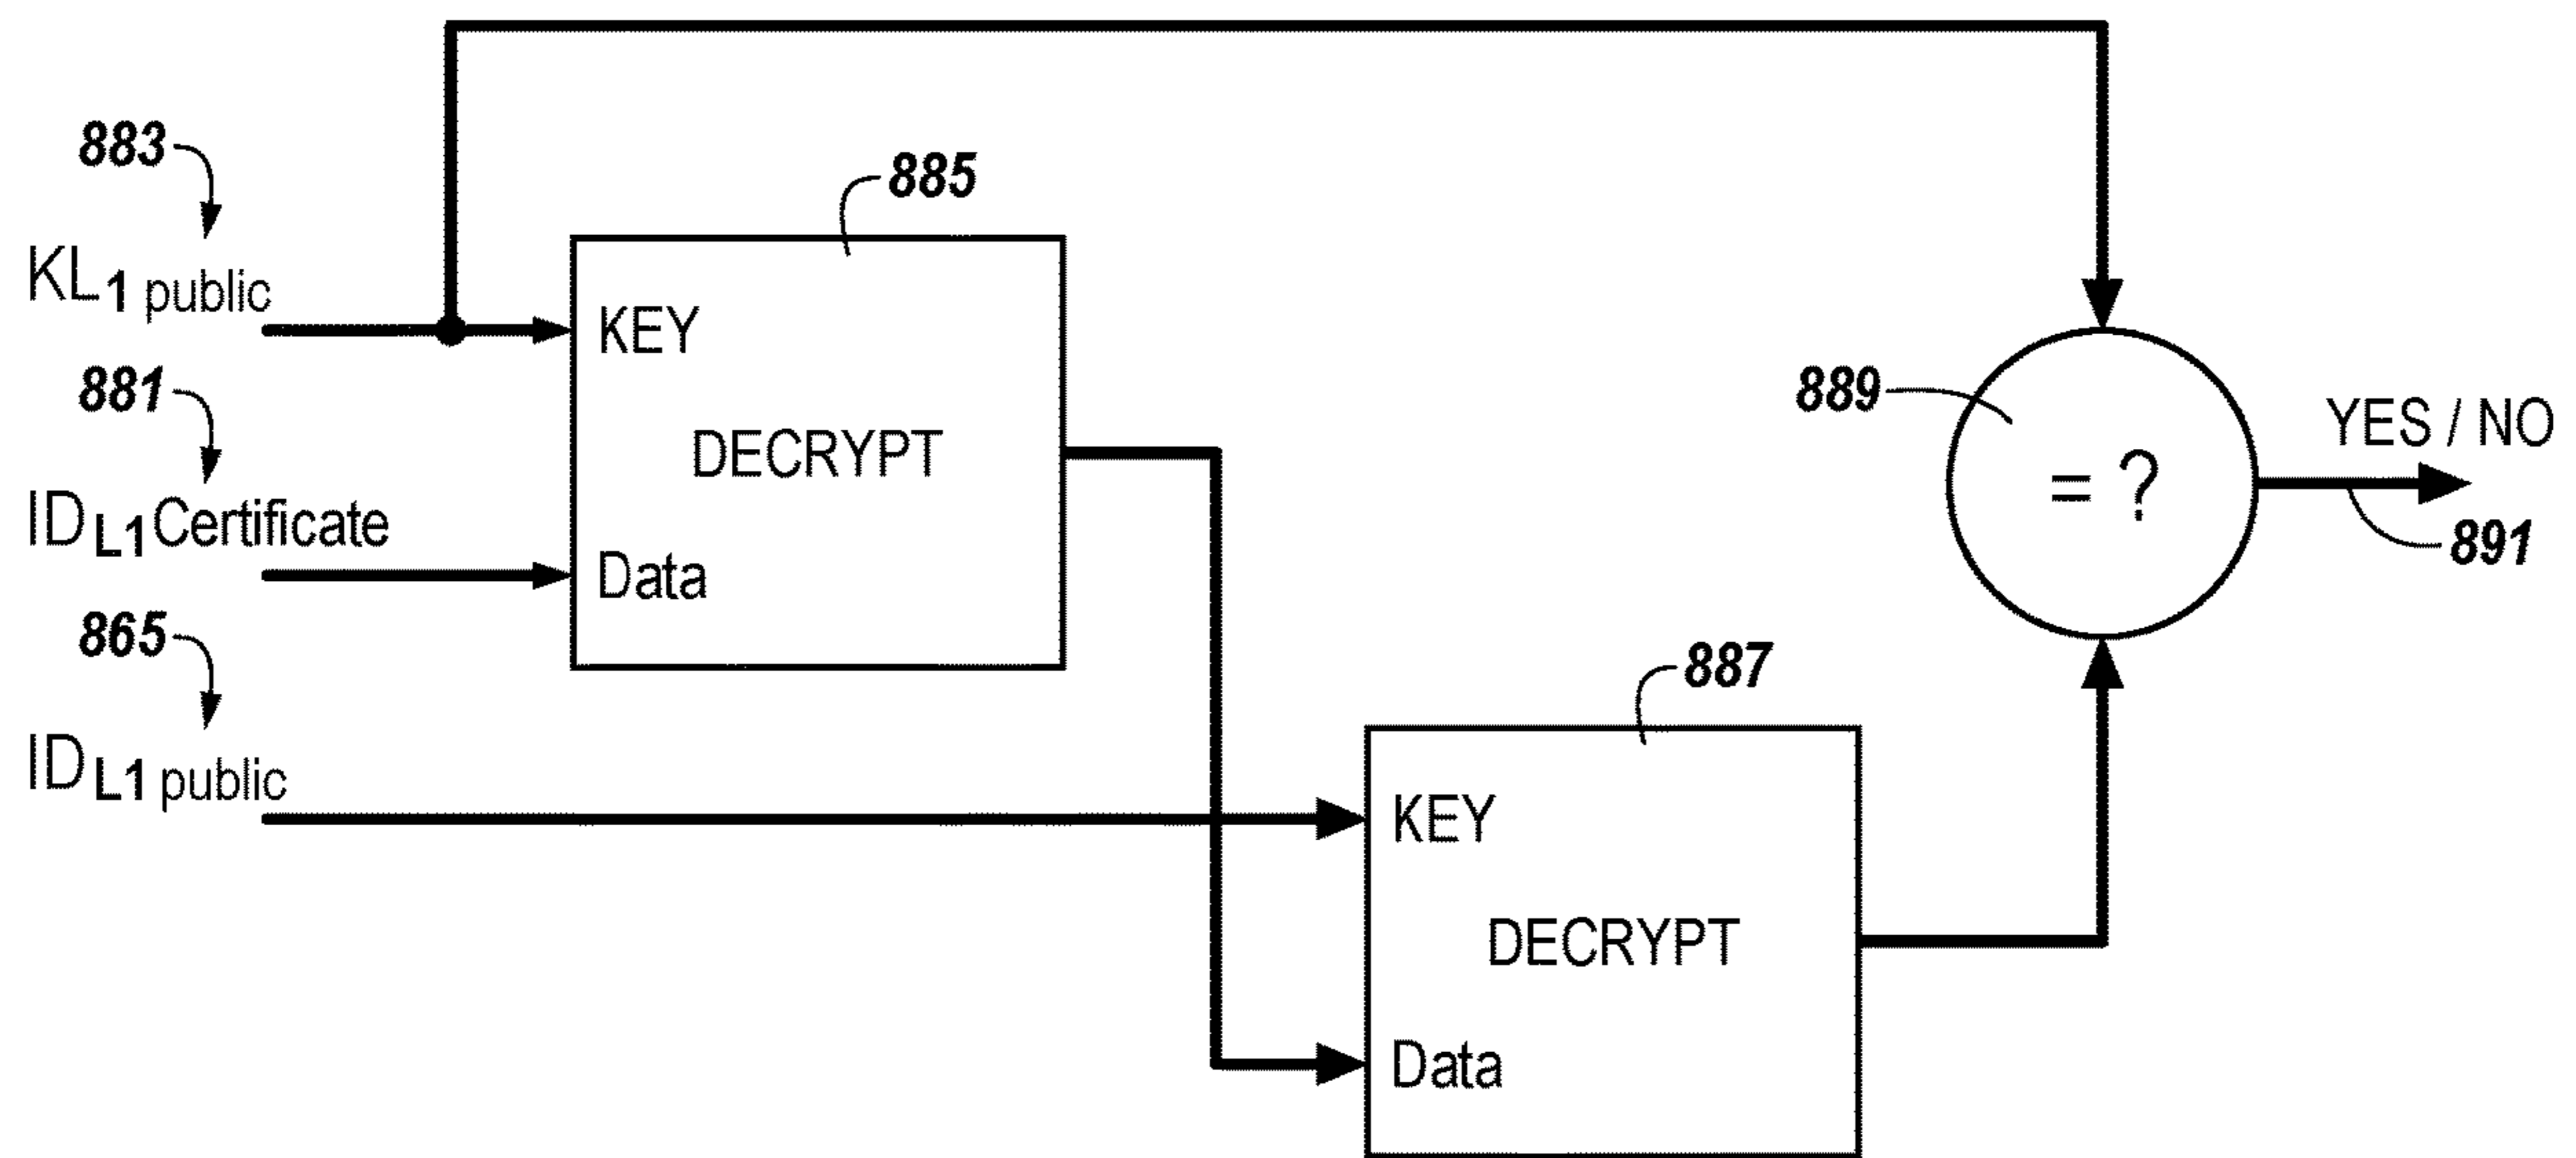 883
KL1 public
881
IDL1Certificate
865
IDL1 public
885
KEY
DECRYPT
Data
887
KEY
DECRYPT
Data
889
= ?
YES / NO
891